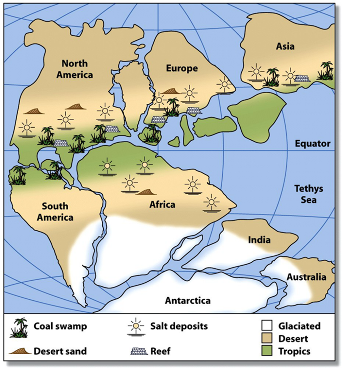 North
America
Europe
Asia
Equator
Tethys
Sea
South
America
Africa
India
Australia
Antarctica
Coal swamp
Salt deposits
Glaciated
Desert
Desert sand
Reef
Tropics